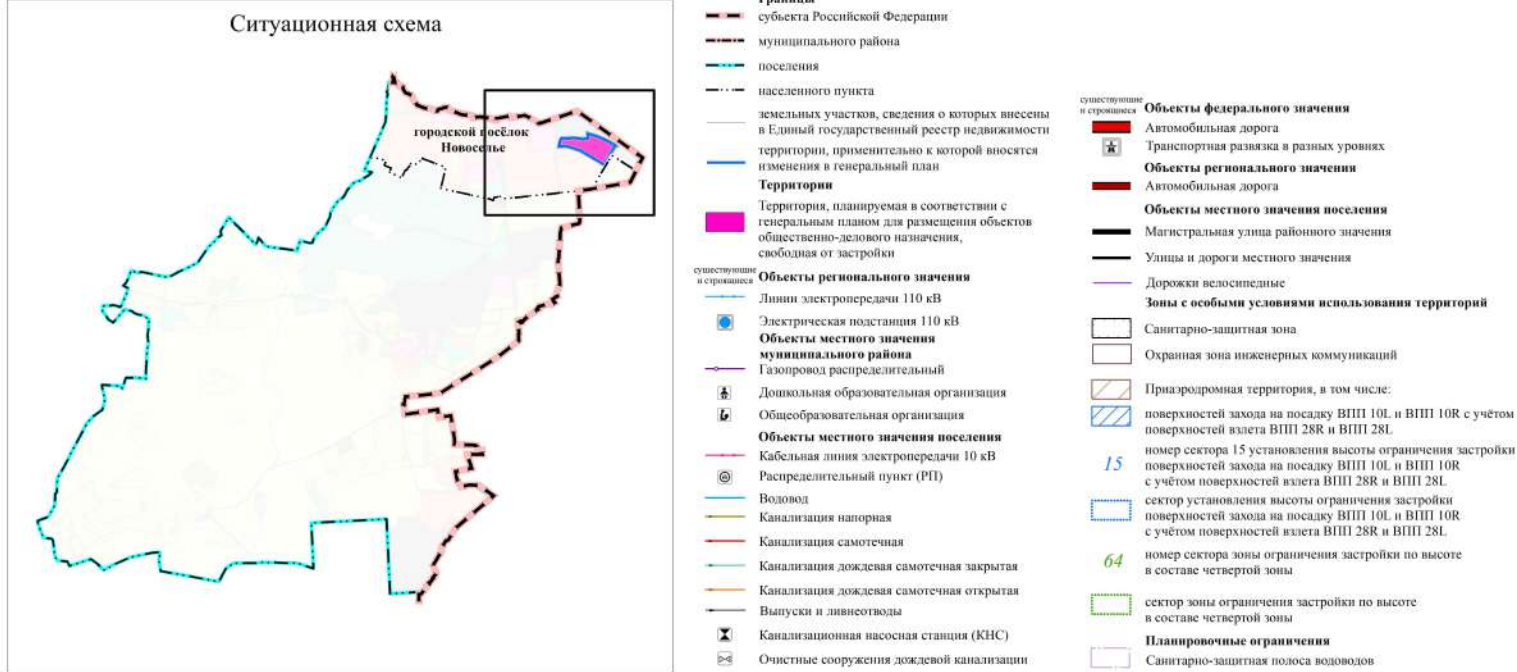 Ситуационная схема
городской посёлок
Новоселье
Границы
субъекта Российской Федерации
муниципального района
поселения
населенного пункта
земельных участков, сведения о которых внесены
в Единый государственный реестр недвижимости
территории, применительно к которой вносятся
изменения в генеральный план
Территории
Территория, планируемая в соответствии с
генеральным планом для размещения объектов
общественно-делового назначения,
свободная от застройки
существующие
и строящиеся
Объекты регионального значения
Линии электропередачи 110 кВ
Электрическая подстанция 110 кВ
Объекты местного значения
муниципального района
Газопровод распределительный
Дошкольная образовательная организация
Общеобразовательная организация
Объекты местного значения поселения
Кабельная линия электропередачи 10 кВ
Распределительный пункт (РП)
Водовод
Канализация напорная
Канализация самотечная
Канализация дождевая самотечная закрытая
Канализация дождевая самотечная открытая
Выпуски и ливнеотводы
Канализационная насосная станция (КНС)
Очистные сооружения дождевой канализации
существующие
и строящиеся
Объекты федерального значения
Автомобильная дорога
Транспортная развязка в разных уровнях
Объекты регионального значения
Автомобильная дорога
Объекты местного значения поселения
Магистральная улица районного значения
Улицы и дороги местного значения
Дорожки велосипедные
Зоны с особыми условиями использования территорий
Санитарно-защитная зона
Охранная зона инженерных коммуникаций
Приаэродромная территория, в том числе:
поверхностей захода на посадку ВПП 10L и ВПП 10R с учётом
поверхностей взлета ВПП 28R и ВПП 28L
15
номер сектора 15 установления высоты ограничения застройки
поверхностей захода на посадку ВПП 10L и ВПП 10R
с учётом поверхностей взлета ВПП 28R и ВПП 28L
сектор установления высоты ограничения застройки
поверхностей захода на посадку ВПП 10L и ВПП 10R
с учётом поверхностей взлета ВПП 28R и ВПП 28L
64
номер сектора зоны ограничения застройки по высоте
в составе четвертой зоны
сектор зоны ограничения застройки по высоте
в составе четвертой зоны
Планировочные ограничения
Санитарно-защитная полоса водоводов